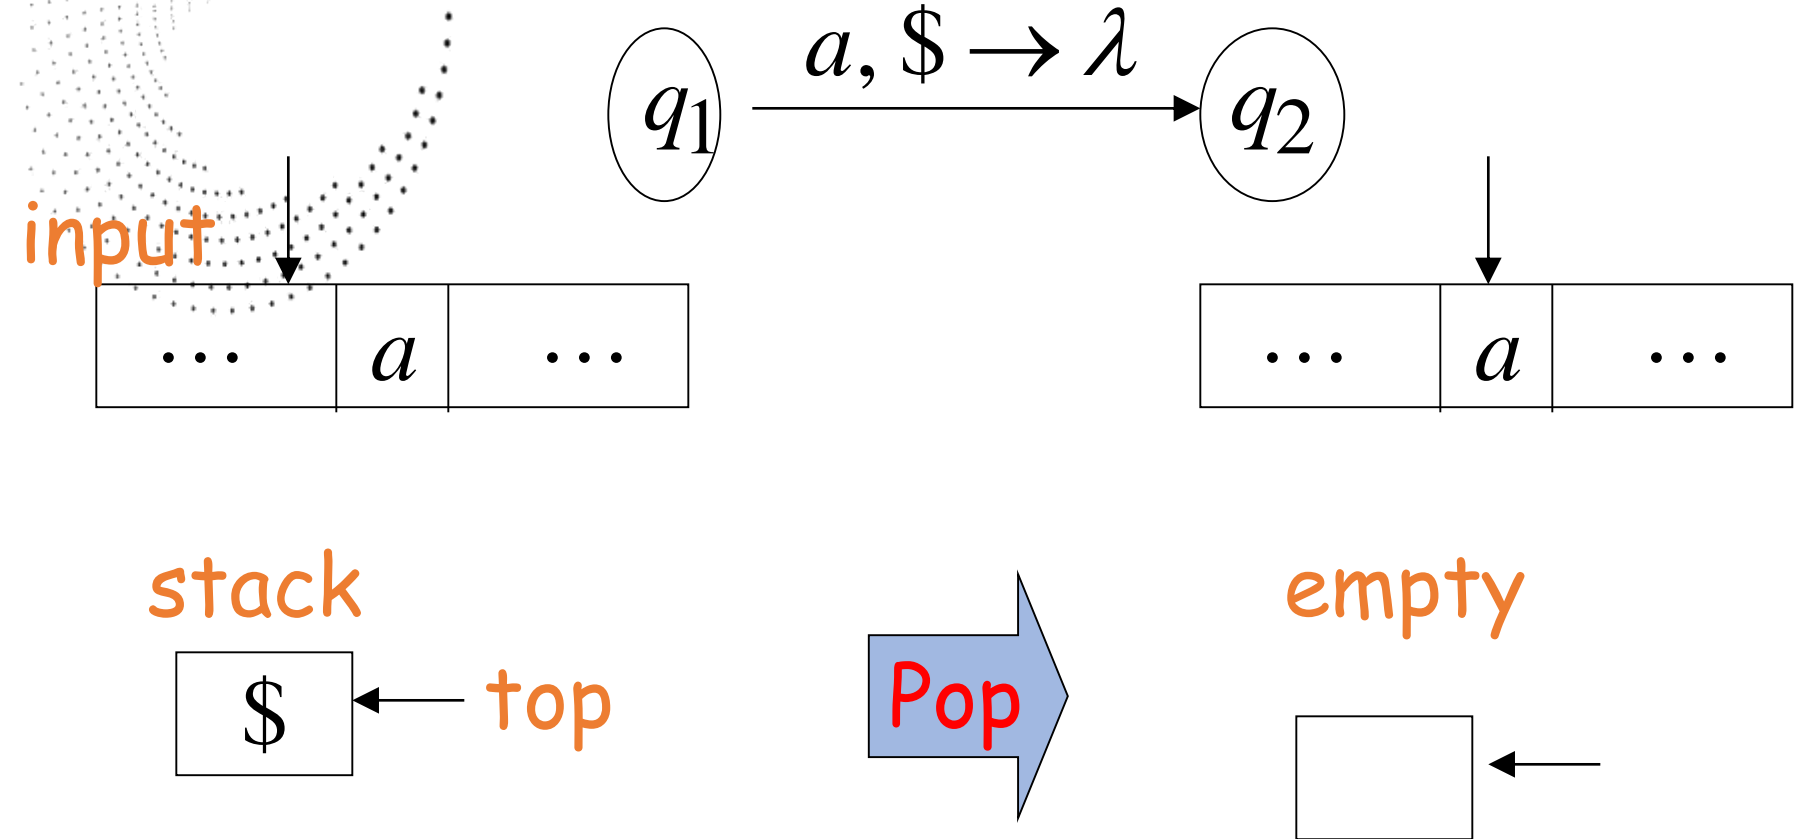 q1 a, $ → λ q2
input
··· a ··· ··· a ···
stack empty
$ top Pop